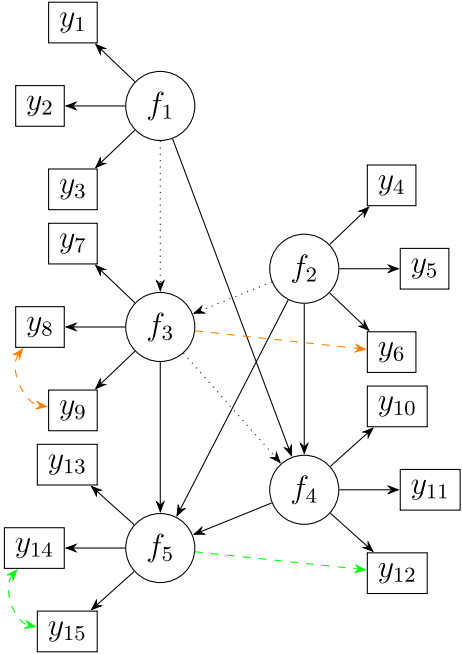 y₁
y₂
f₁
y₃
y₄
y₇
f₂
y₅
y₈
f₃
y₆
y₉
y₁₀
y₁₃
f₄
y₁₁
y₁₄
f₅
y₁₂
y₁₅